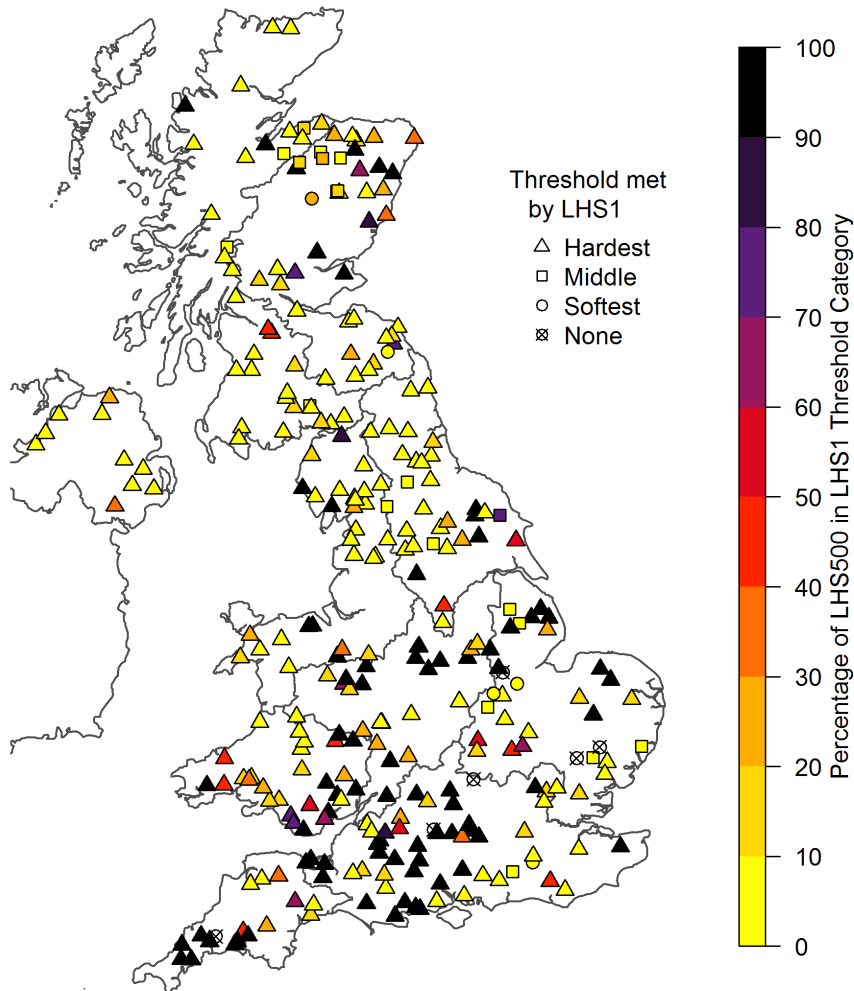 Threshold met
by LHS1
Hardest
Middle
Softest
None
100
90
80
70
60
50
40
30
20
10
0
Percentage of LHS500 in LHS1 Threshold Category